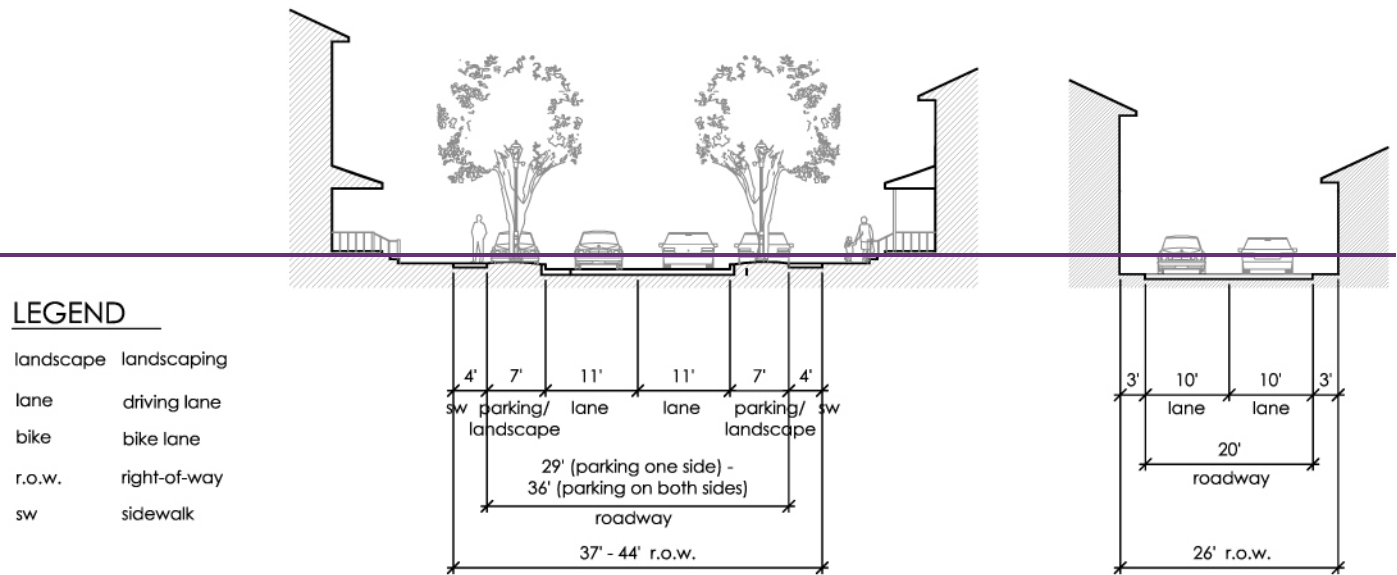 LEGEND
landscape landscaping
lane driving lane
bike bike lane
r.o.w. right-of-way
sw sidewalk
4' 7' 11' 11' 7' 4'
sw parking/ lane lane parking/ sw
landscape landscape
29' (parking one side) -
36' (parking on both sides)
roadway
37' - 44' r.o.w.
3' 10' 10' 3'
lane lane
20'
roadway
26' r.o.w.